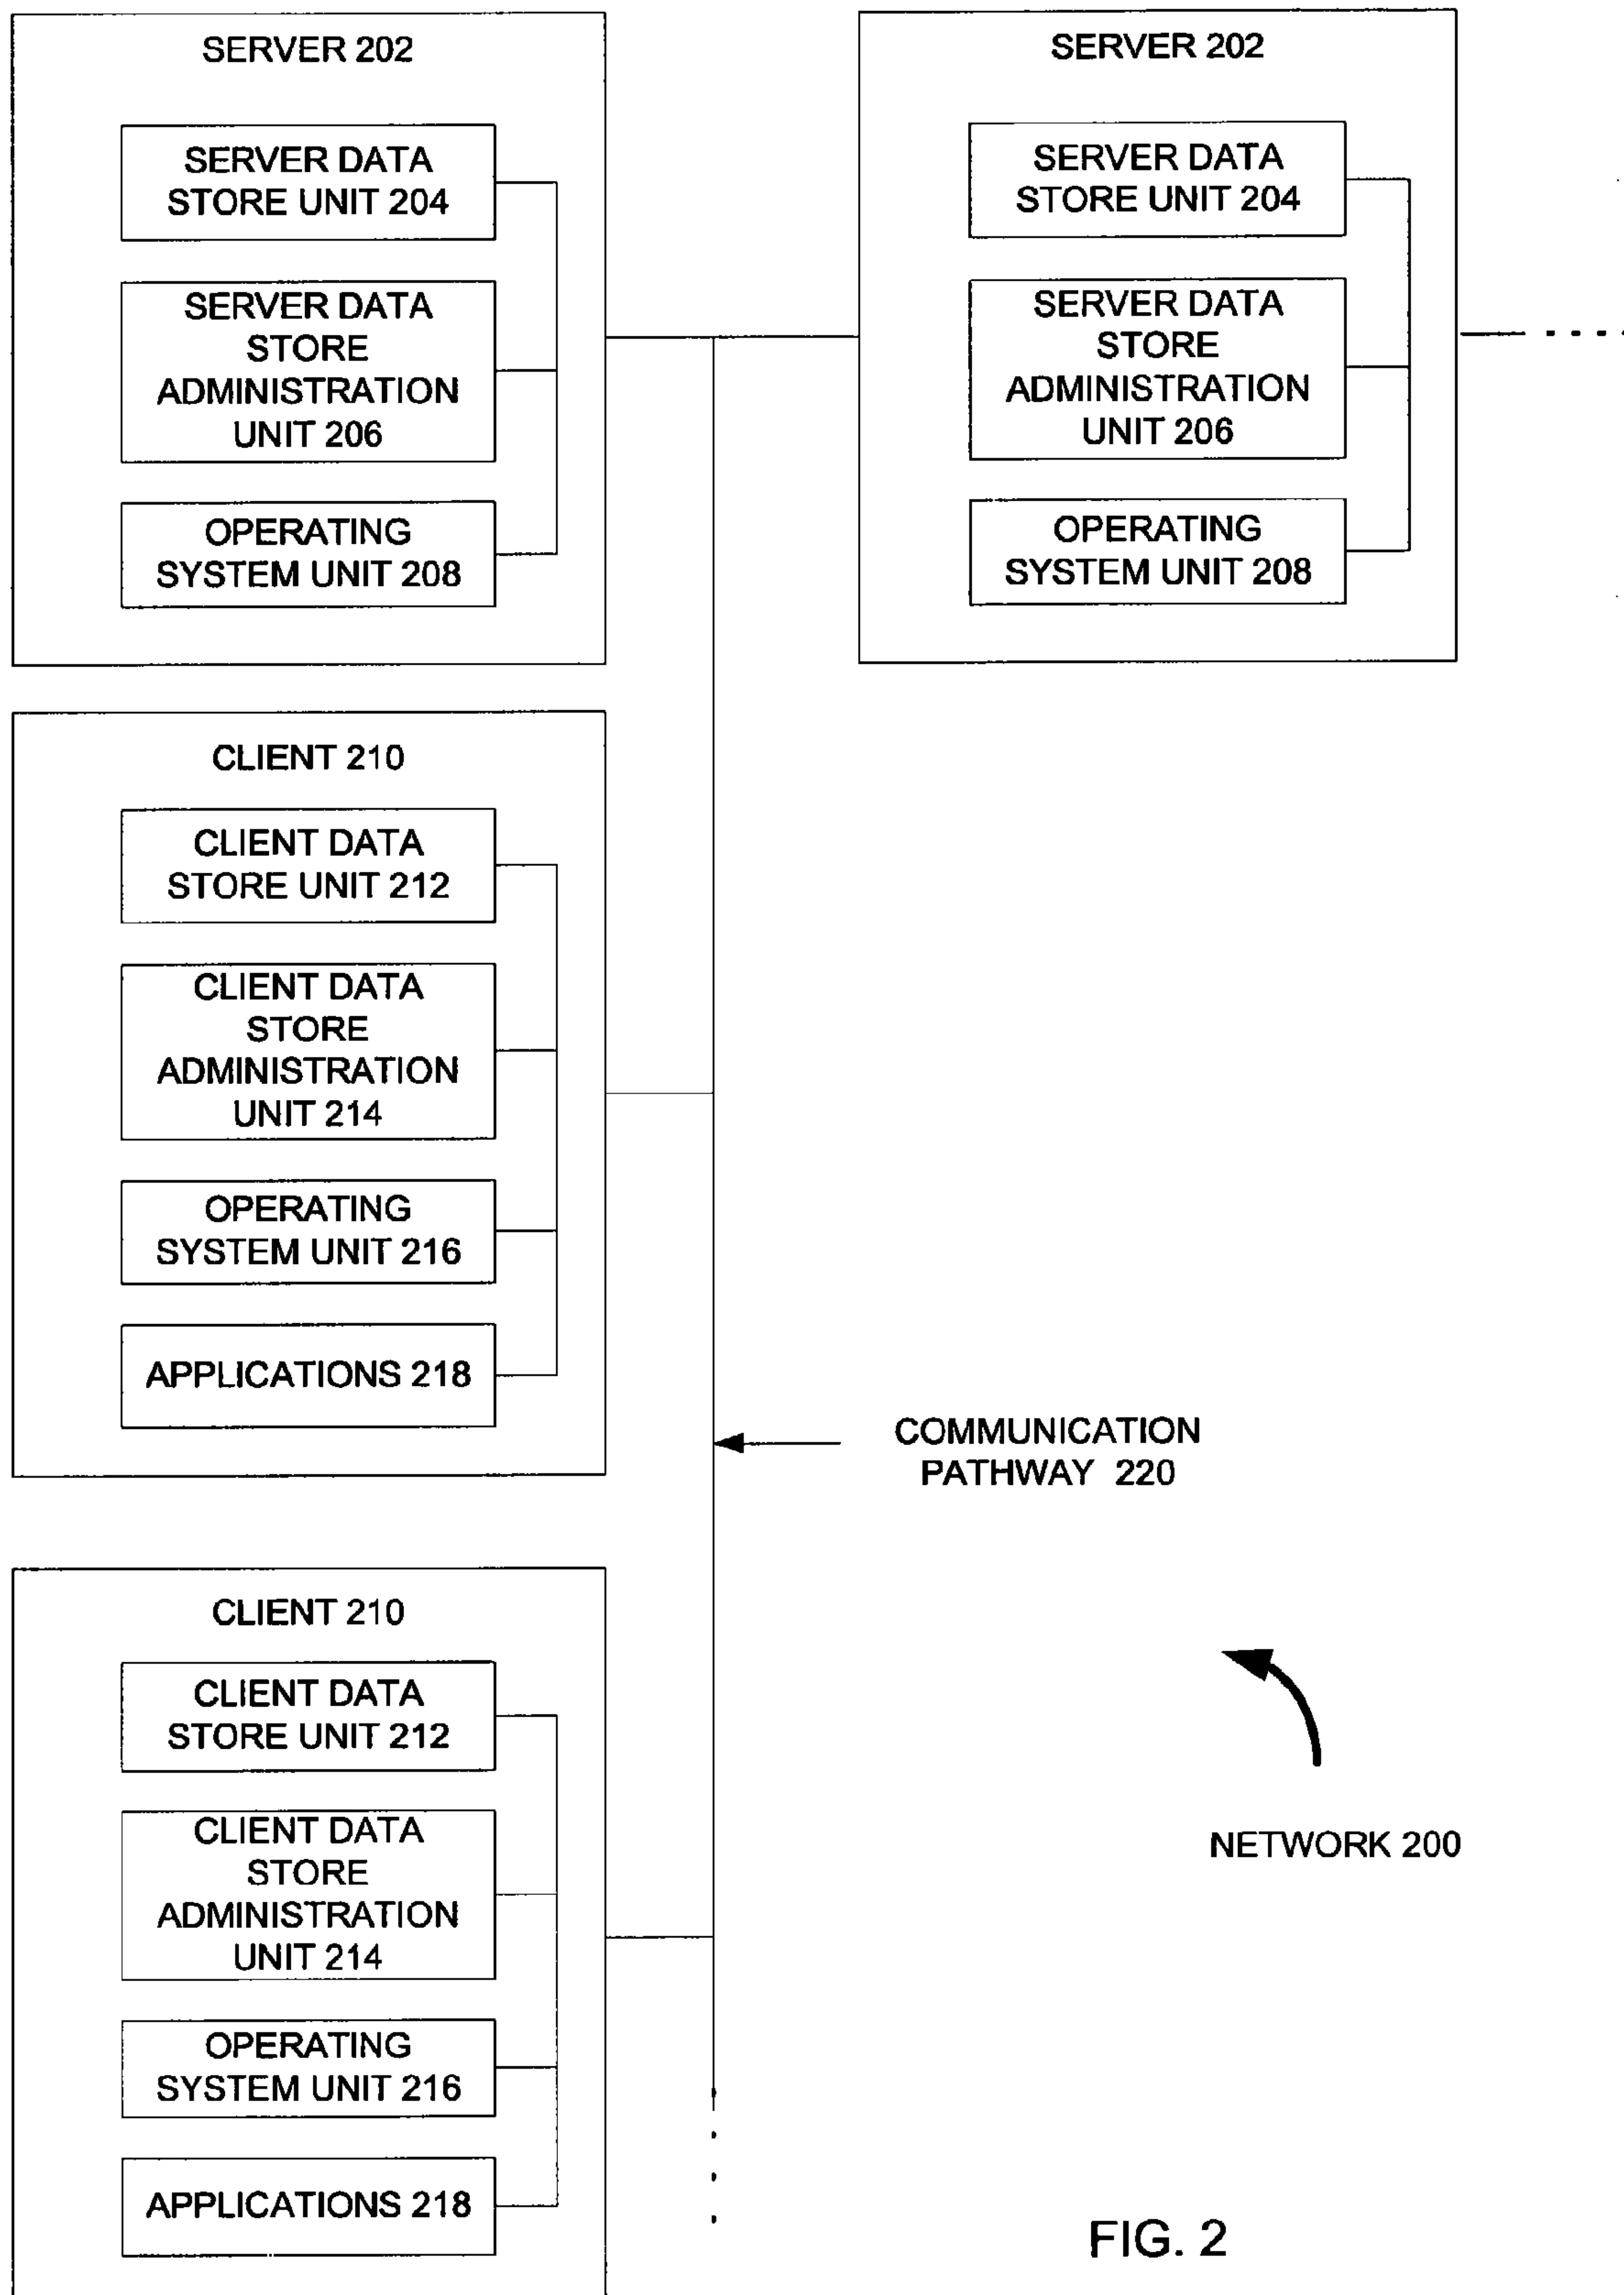 SERVER 202
SERVER DATA
STORE UNIT 204
SERVER DATA
STORE
ADMINISTRATION
UNIT 206
OPERATING
SYSTEM UNIT 208
SERVER 202
SERVER DATA
STORE UNIT 204
SERVER DATA
STORE
ADMINISTRATION
UNIT 206
OPERATING
SYSTEM UNIT 208
CLIENT 210
CLIENT DATA
STORE UNIT 212
CLIENT DATA
STORE
ADMINISTRATION
UNIT 214
OPERATING
SYSTEM UNIT 216
APPLICATIONS 218
COMMUNICATION
PATHWAY 220
CLIENT 210
CLIENT DATA
STORE UNIT 212
CLIENT DATA
STORE
ADMINISTRATION
UNIT 214
OPERATING
SYSTEM UNIT 216
APPLICATIONS 218
NETWORK 200
FIG. 2